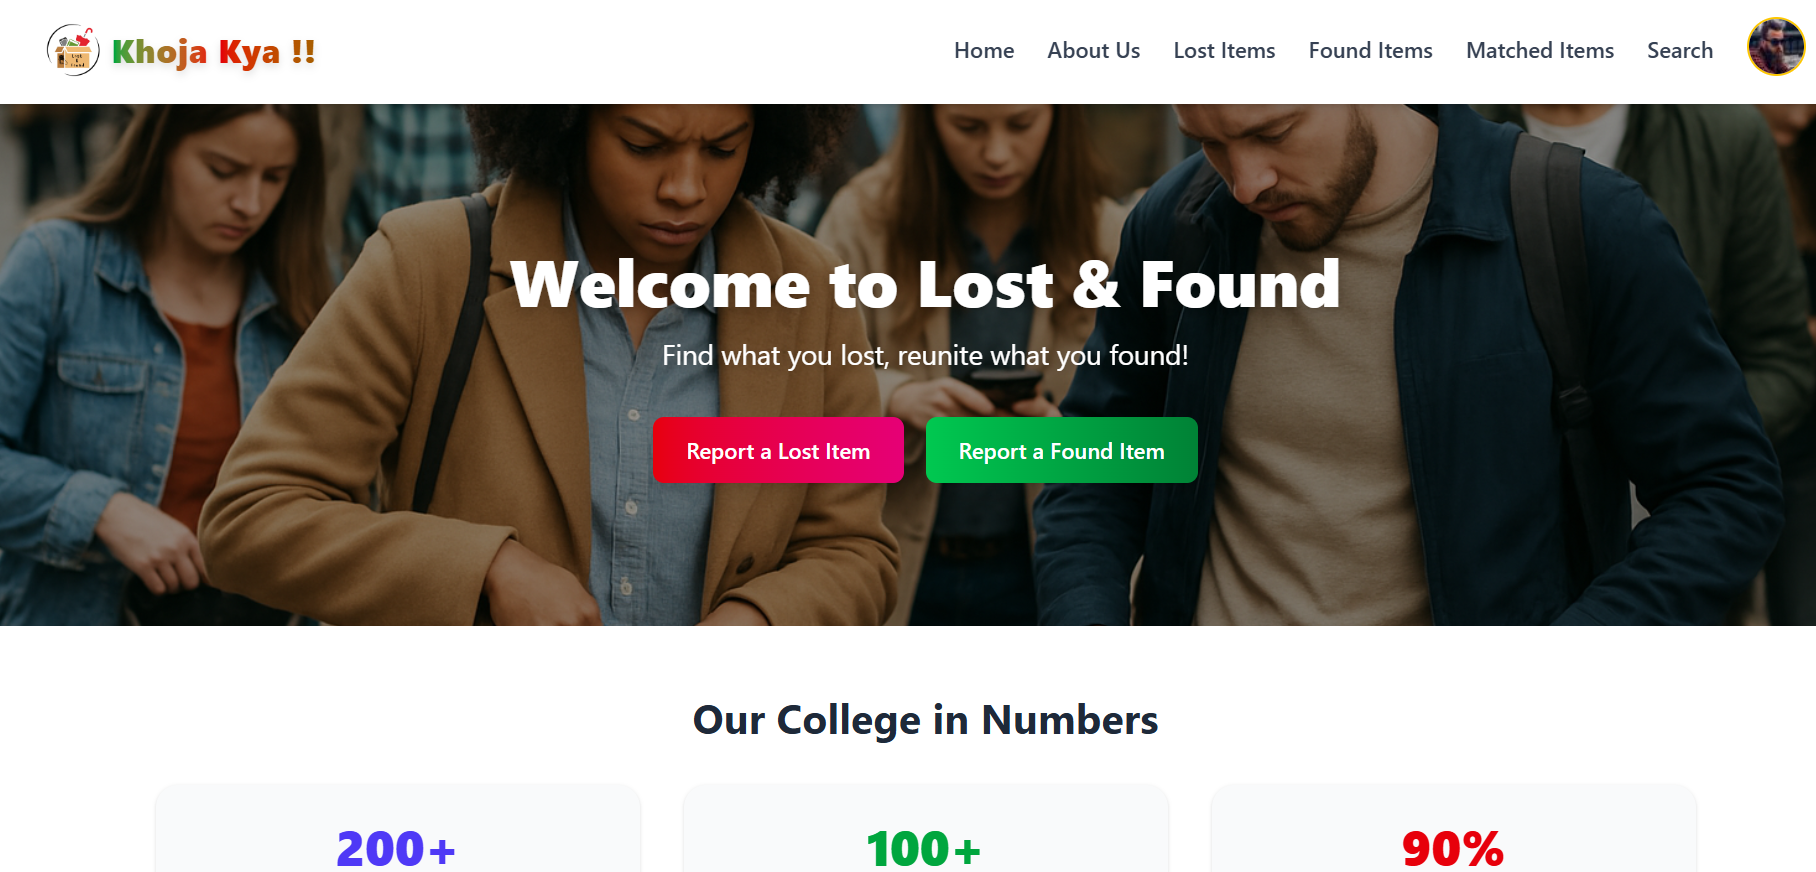 Khoja Kya !!
Home About Us Lost Items Found Items Matched Items Search
Welcome to Lost & Found
Find what you lost, reunite what you found!
Report a Lost Item Report a Found Item
Our College in Numbers
200+ 100+ 90%